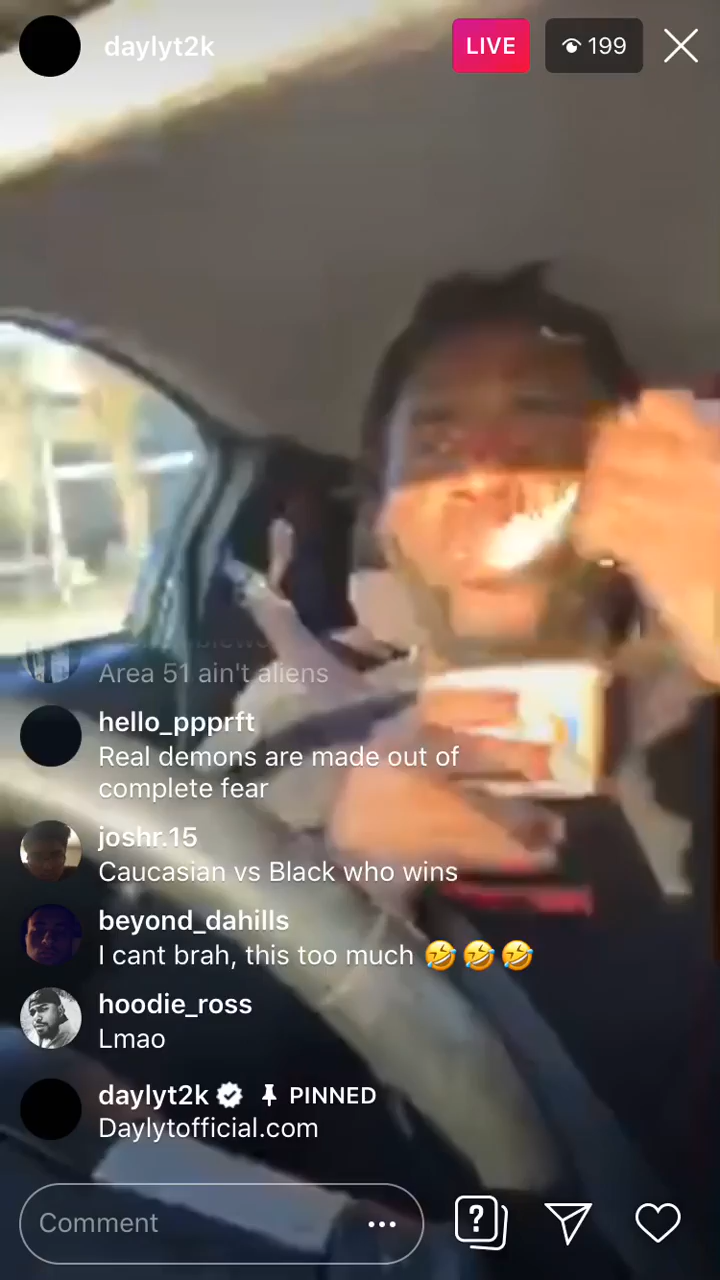 daylyt2k
LIVE
199
Area 51 ain't aliens
hello_ppprft
Real demons are made out of
complete fear
joshr.15
Caucasian vs Black who wins
beyond_dahills
I cant brah, this too much 🤣🤣🤣
hoodie_ross
Lmao
daylyt2k PINNED
Daylytofficial.com
Comment
?